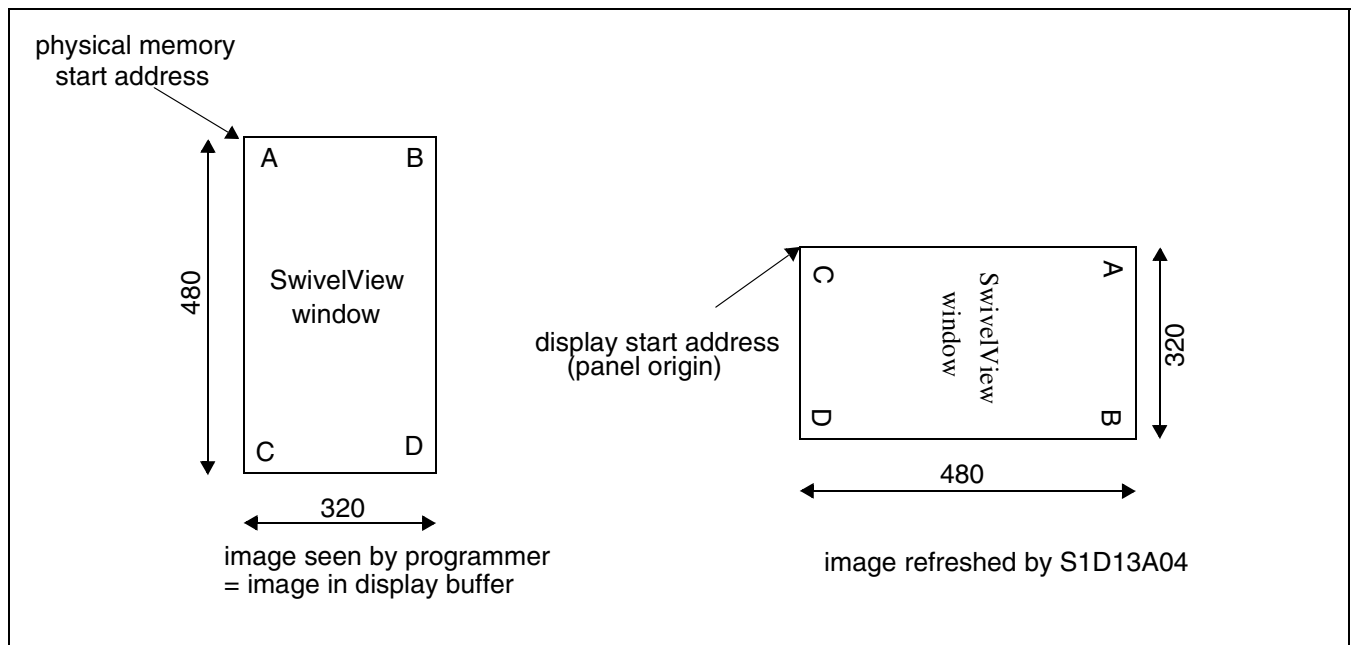 physical memory
start address
A B
480
SwivelView
window
C D
320
image seen by programmer
= image in display buffer
display start address
(panel origin)
C A
SwivelView
window
D B
320
480
image refreshed by S1D13A04